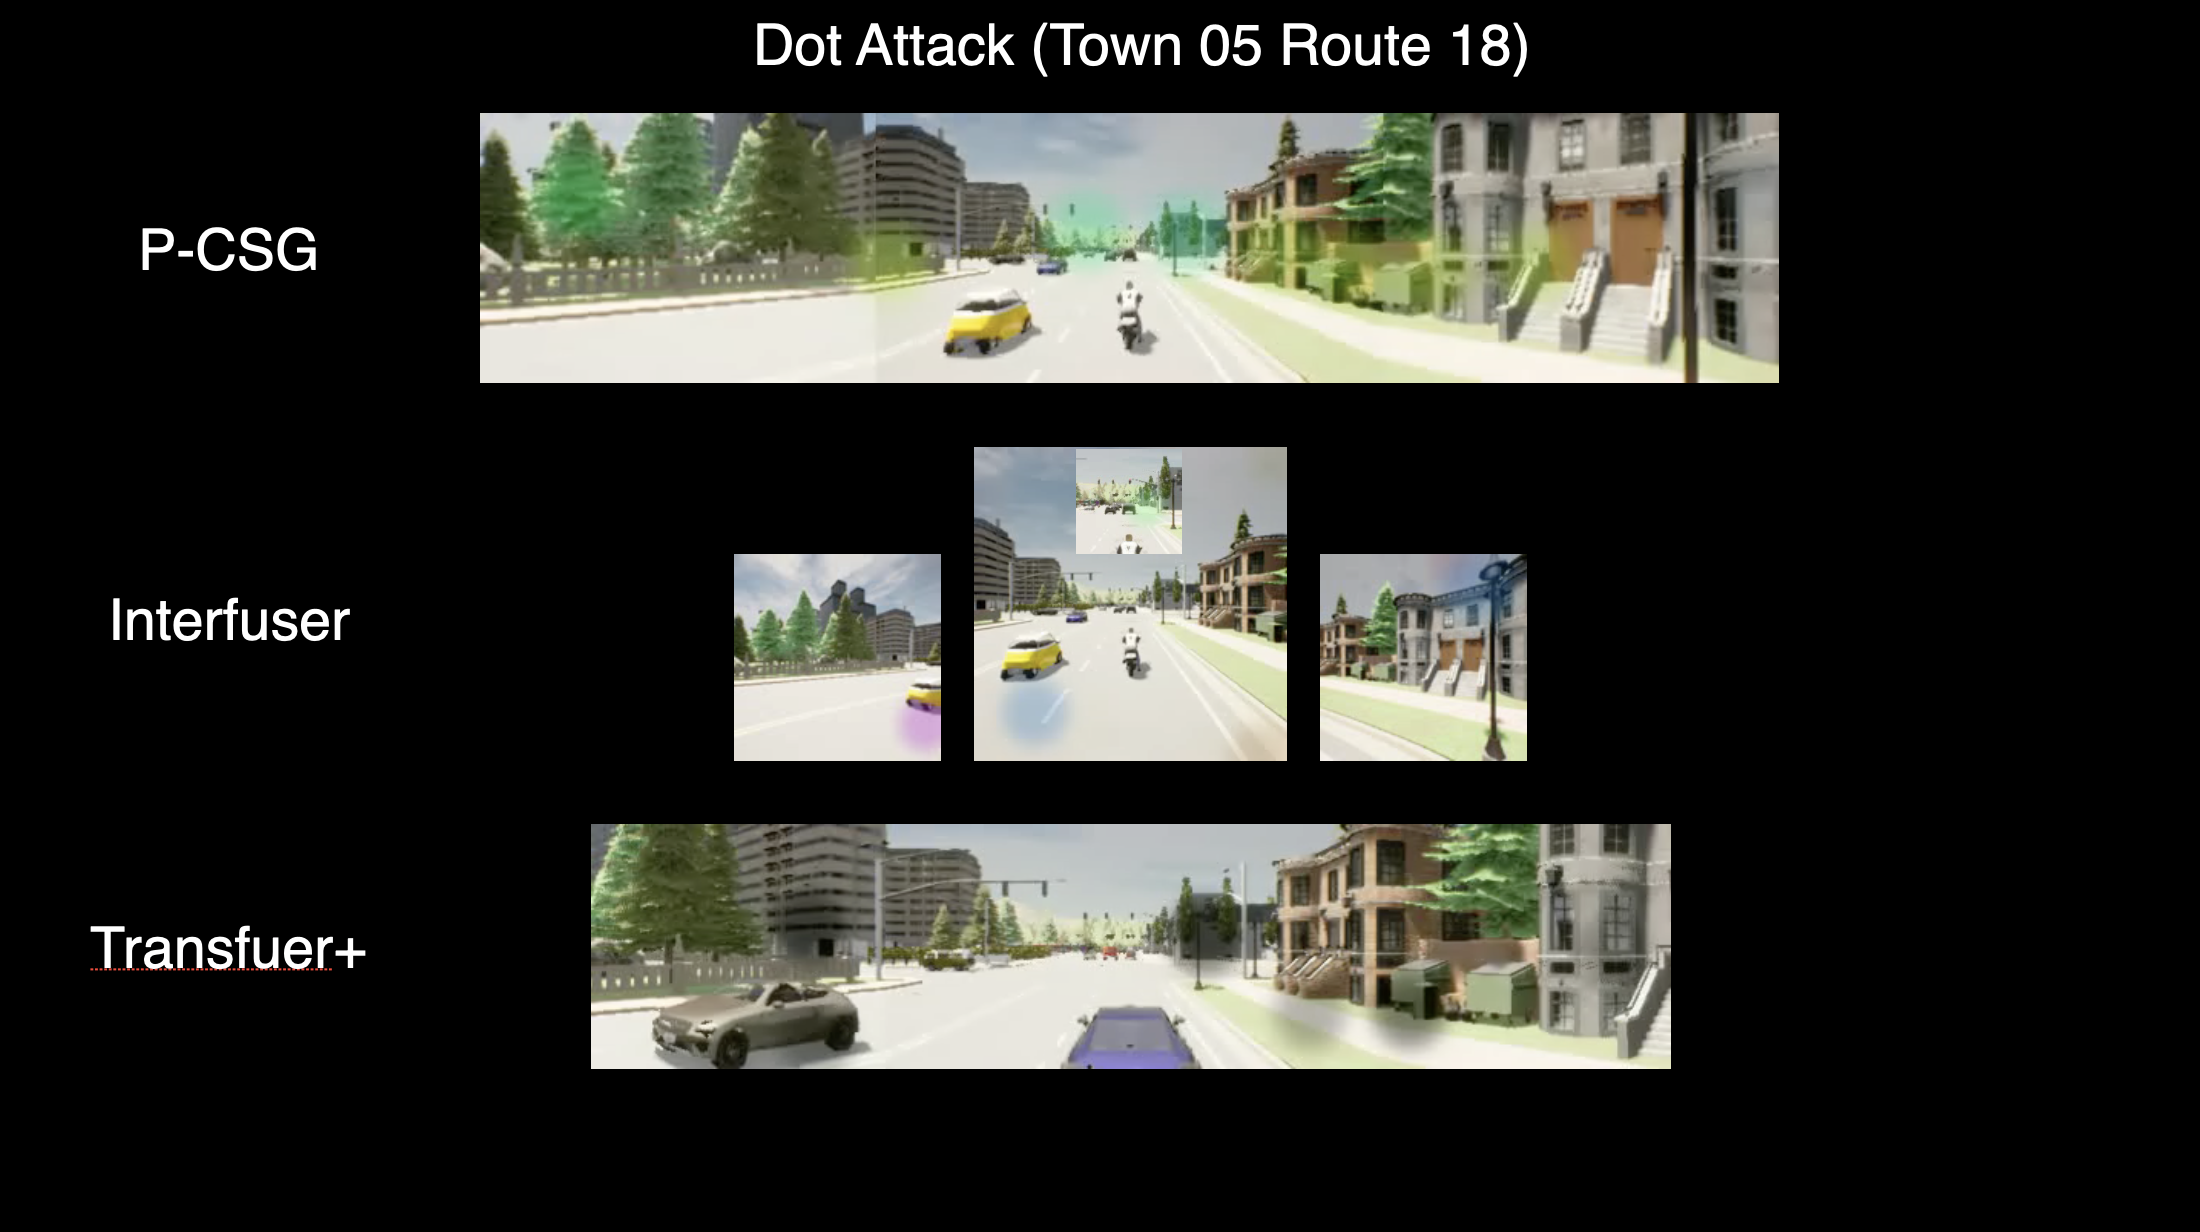 Dot Attack (Town 05 Route 18)
P-CSG
Interfuser
Transfuer+